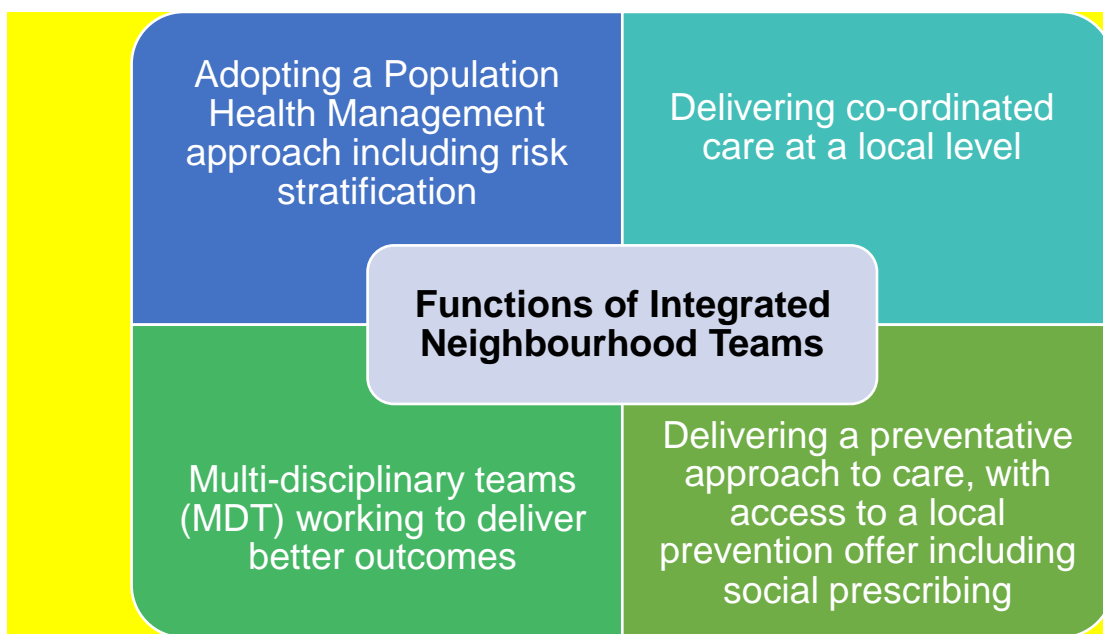 Adopting a Population
Health Management
approach including risk
stratification
Delivering co-ordinated
care at a local level
Functions of Integrated
Neighbourhood Teams
Multi-disciplinary teams
(MDT) working to deliver
better outcomes
Delivering a preventative
approach to care, with
access to a local
prevention offer including
social prescribing